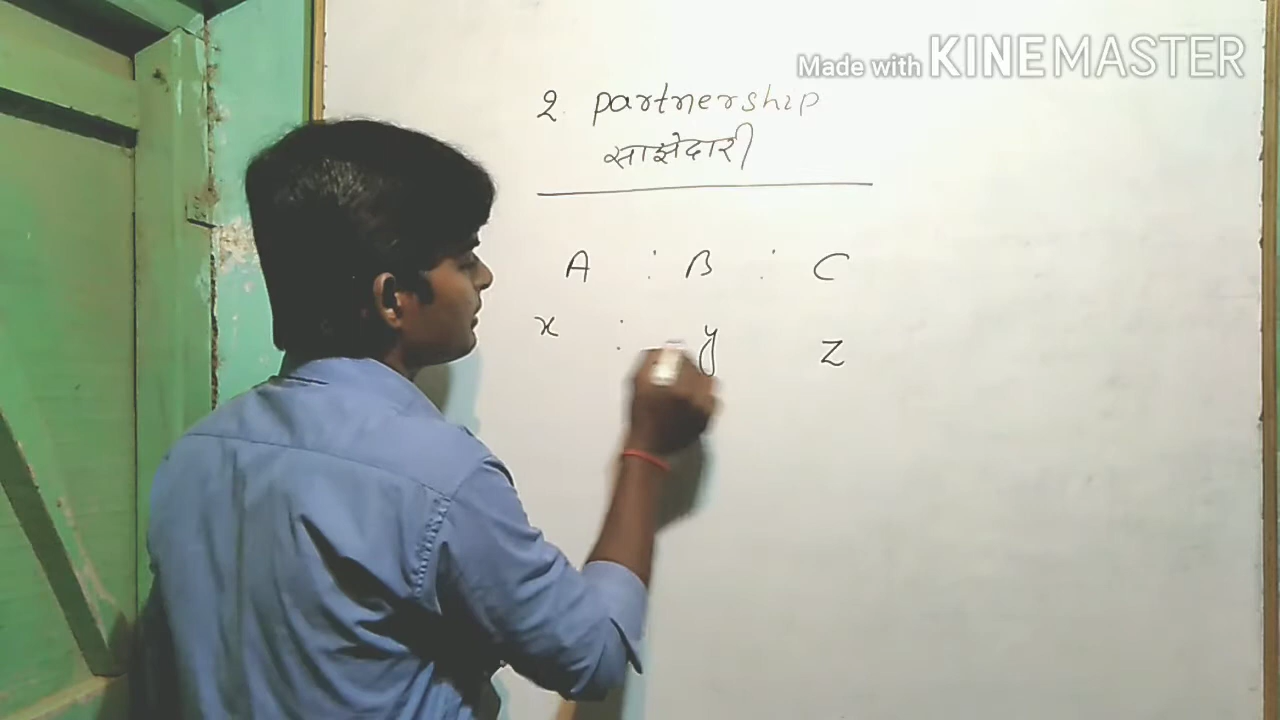 Made with KINEMASTER
2. partnership
साझेदारी
A : B : C
x : y z